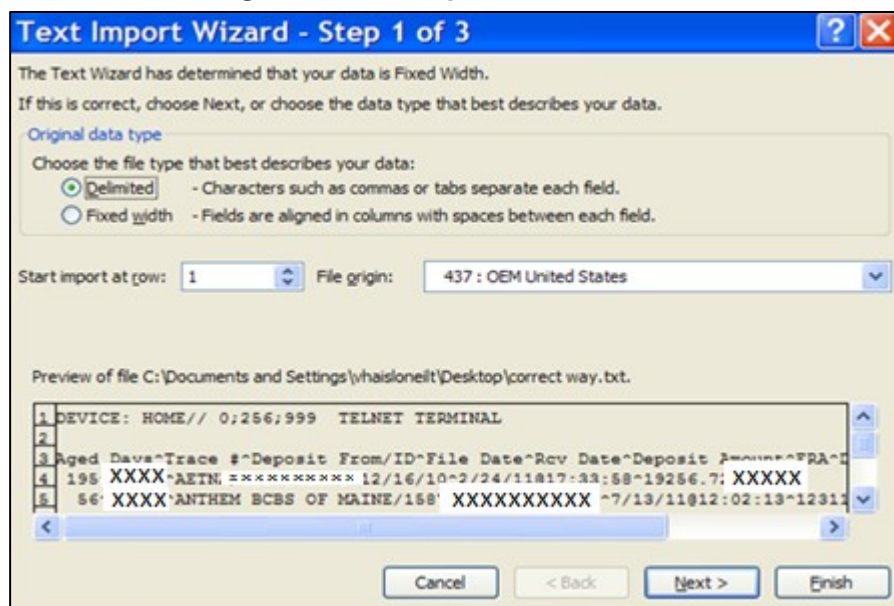 Text Import Wizard - Step 1 of 3
The Text Wizard has determined that your data is Fixed Width.
If this is correct, choose Next, or choose the data type that best describes your data.
Original data type
Choose the file type that best describes your data:
Delimited - Characters such as commas or tabs separate each field.
Fixed width - Fields are aligned in columns with spaces between each field.
Start import at row: 1 File origin: 437 : OEM United States
Preview of file C:\Documents and Settings\vhaisloneilt\Desktop\correct way.txt.
1 DEVICE: HOME// 0;256;999 TELNET TERMINAL
2
3 Aged Days^Trace #^Deposit From/ID^File Date^Rcv Date^Deposit Amount^ERA^D
4 195 XXXX^AETN. xxxxxxxxxx 12/16/10^2/24/11@17:33:58^19256.72 XXXXX
5 56^XXXX^ANTHEM BCBS OF MAINE/158 XXXXXXXXXX ^7/13/11@12:02:13^12311
Cancel < Back Next > Finish